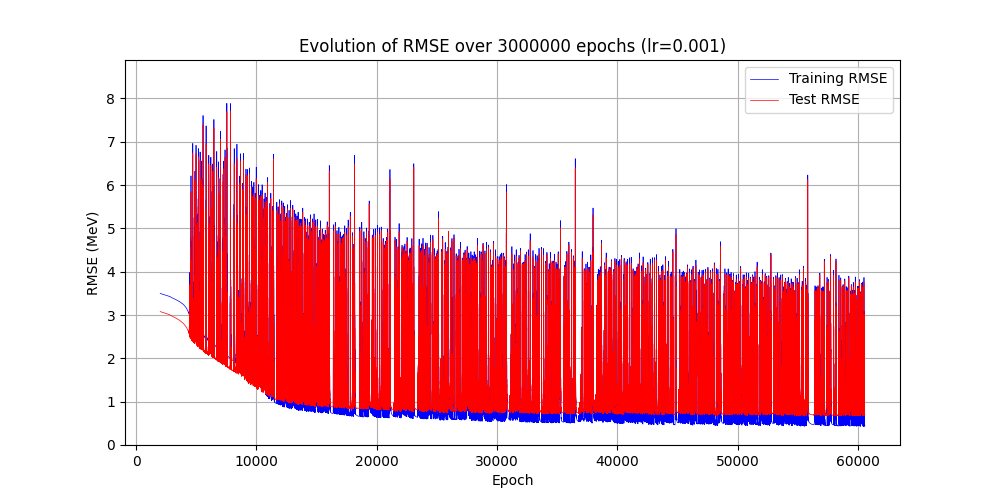 Evolution of RMSE over 3000000 epochs (lr=0.001)
Training RMSE
Test RMSE
RMSE (MeV)
8
7
6
5
4
3
2
1
0
0 10000 20000 30000 40000 50000 60000
Epoch